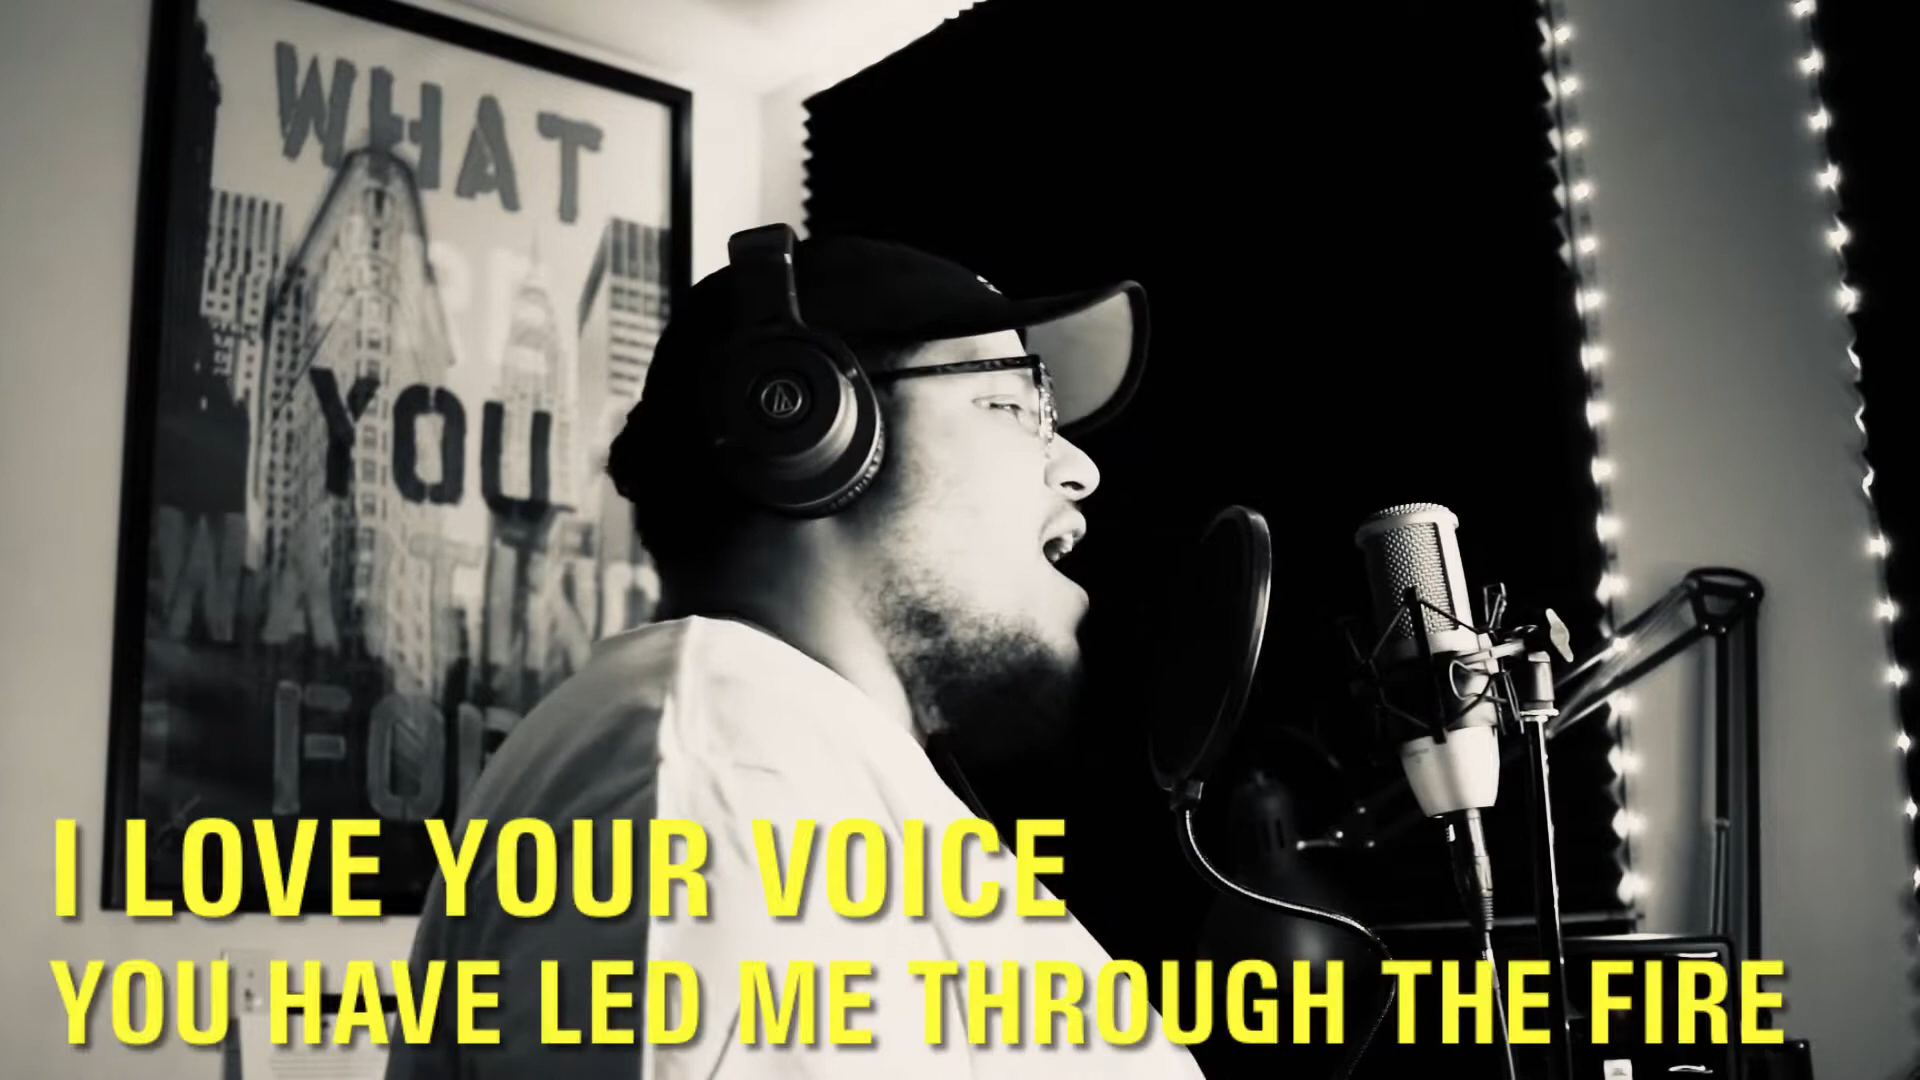 WHAT
YOU
I LOVE YOUR VOICE
YOU HAVE LED ME THROUGH THE FIRE